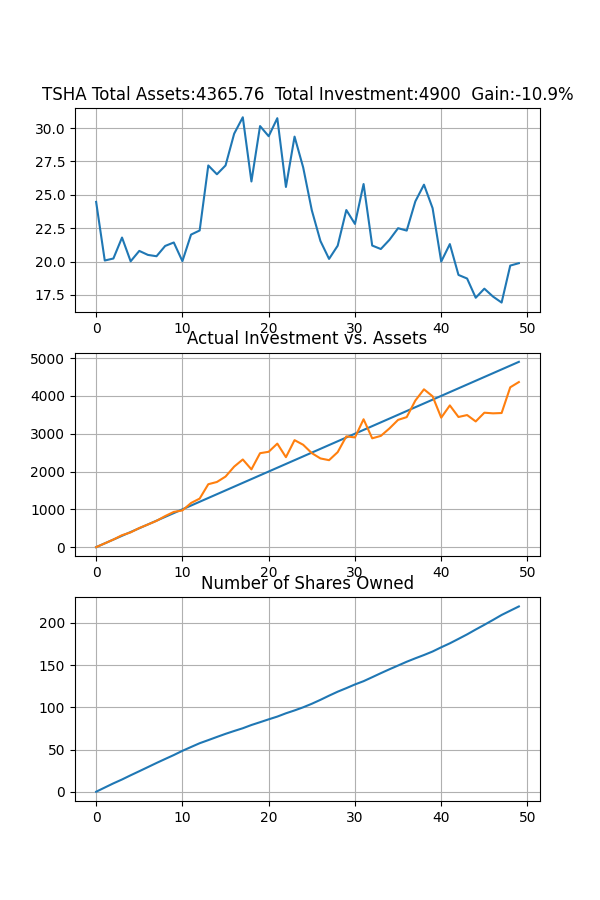 TSHA Total Assets:4365.76  Total Investment:4900  Gain:-10.9%
30.0
27.5
25.0
22.5
20.0
17.5
0 10 20 30 40 50
Actual Investment vs. Assets
5000
4000
3000
2000
1000
0
0 10 20 30 40 50
Number of Shares Owned
200
150
100
50
0
0 10 20 30 40 50